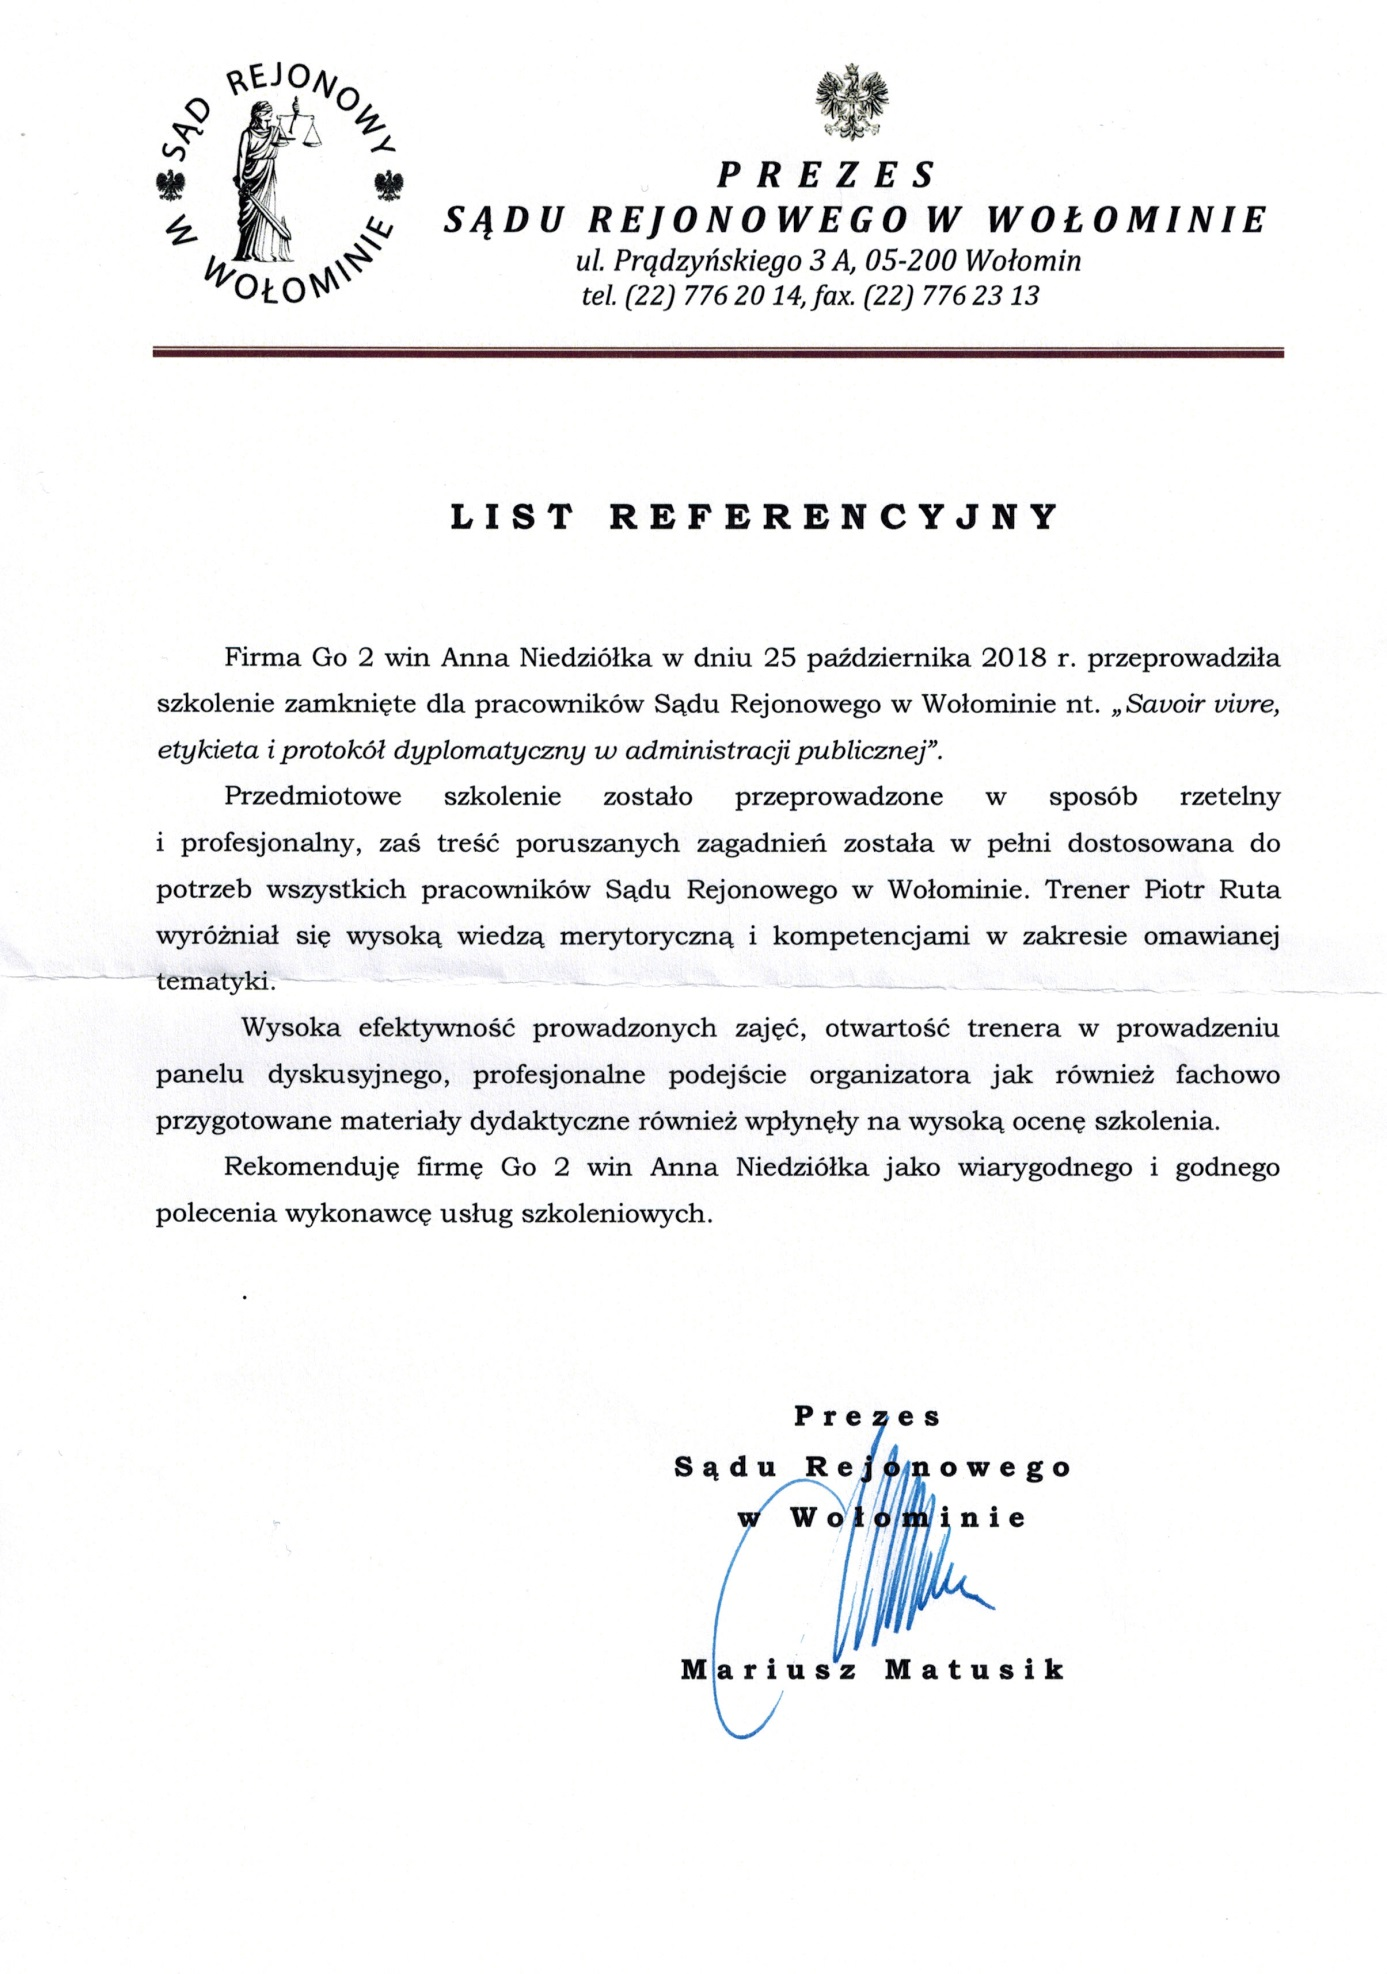 SĄD REJONOWY
W WOŁOMINIE
PREZES
SĄDU REJONOWEGO W WOŁOMINIE
ul. Prądzyńskiego 3 A, 05-200 Wołomin
tel. (22) 776 20 14, fax. (22) 776 23 13
LIST REFERENCYJNY
Firma Go 2 win Anna Niedziółka w dniu 25 października 2018 r. przeprowadziła
szkolenie zamknięte dla pracowników Sądu Rejonowego w Wołominie nt. „Savoir vivre,
etykieta i protokół dyplomatyczny w administracji publicznej”.
Przedmiotowe szkolenie zostało przeprowadzone w sposób rzetelny
i profesjonalny, zaś treść poruszanych zagadnień została w pełni dostosowana do
potrzeb wszystkich pracowników Sądu Rejonowego w Wołominie. Trener Piotr Ruta
wyróżniał się wysoką wiedzą merytoryczną i kompetencjami w zakresie omawianej
tematyki.
Wysoka efektywność prowadzonych zajęć, otwartość trenera w prowadzeniu
panelu dyskusyjnego, profesjonalne podejście organizatora jak również fachowo
przygotowane materiały dydaktyczne również wpłynęły na wysoką ocenę szkolenia.
Rekomenduję firmę Go 2 win Anna Niedziółka jako wiarygodnego i godnego
polecenia wykonawcę usług szkoleniowych.
Prezes
Sądu Rejonowego
w Wołominie
Mariusz Matusik